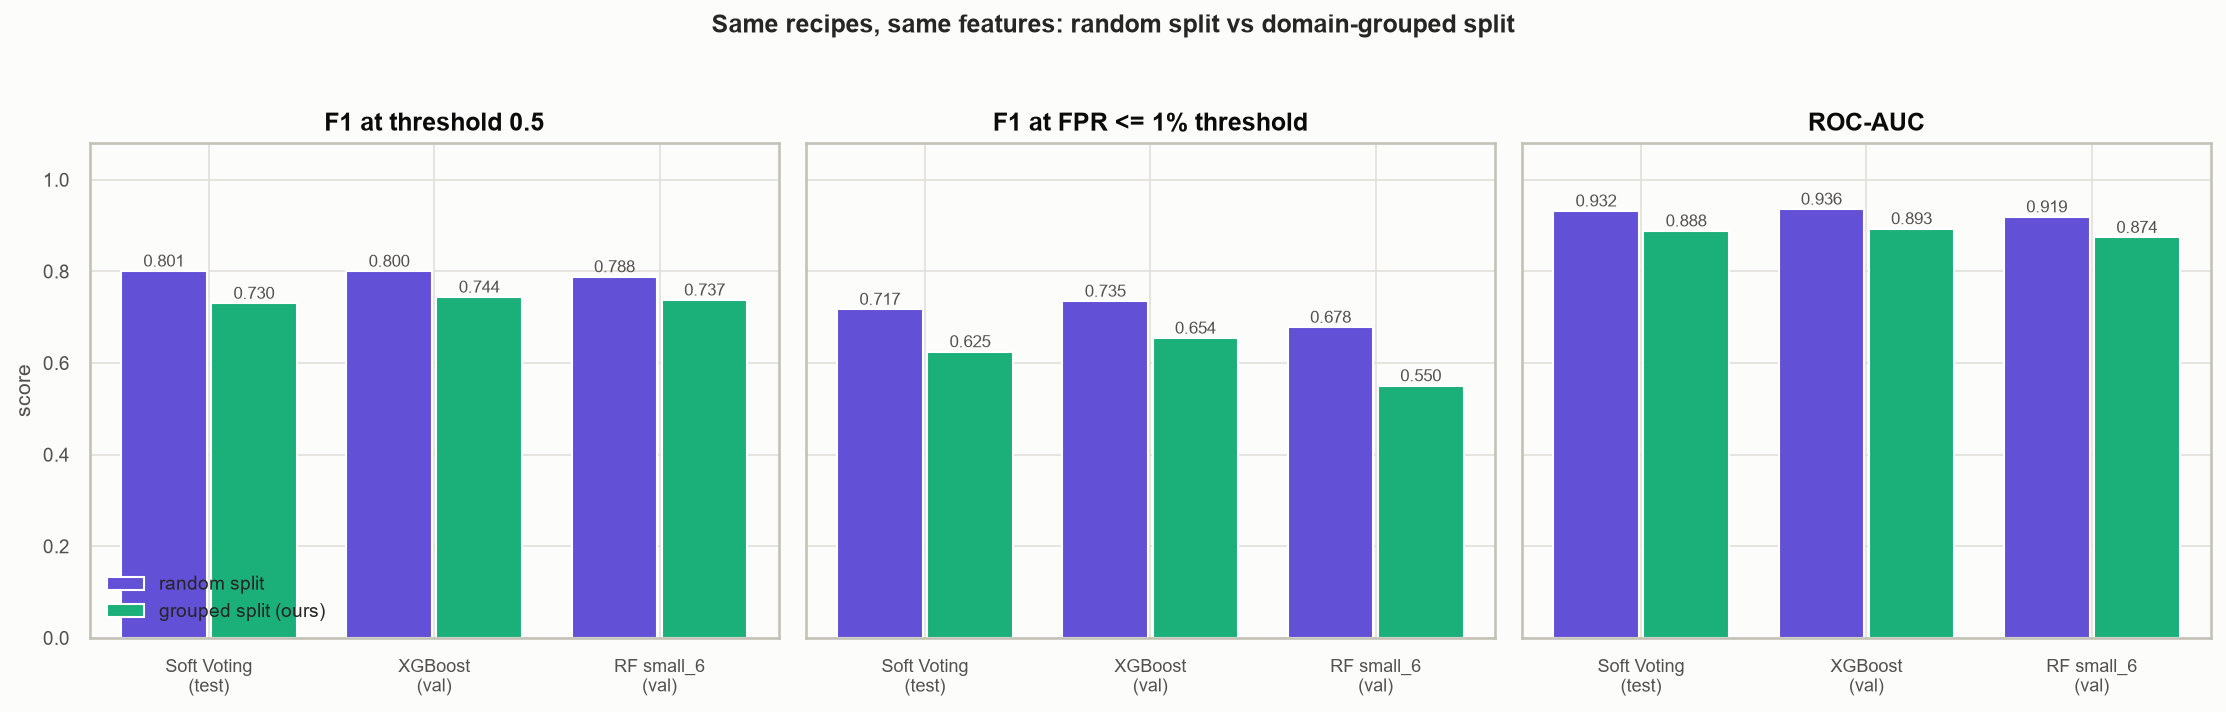 Same recipes, same features: random split vs domain-grouped split
F1 at threshold 0.5
score
1.0
0.8
0.6
0.4
0.2
0.0
0.801
0.730
0.800
0.744
0.788
0.737
random split
grouped split (ours)
Soft Voting
(test)
XGBoost
(val)
RF small_6
(val)
F1 at FPR <= 1% threshold
0.717
0.625
0.735
0.654
0.678
0.550
Soft Voting
(test)
XGBoost
(val)
RF small_6
(val)
ROC-AUC
0.932
0.888
0.936
0.893
0.919
0.874
Soft Voting
(test)
XGBoost
(val)
RF small_6
(val)